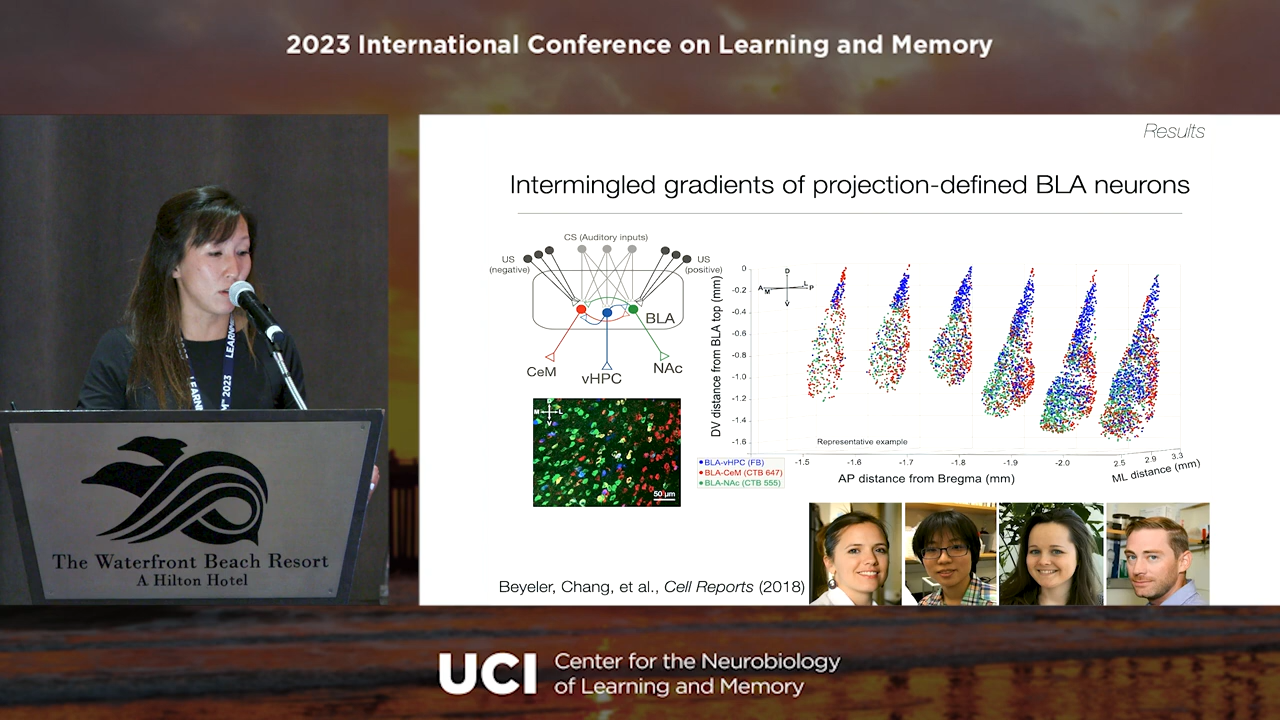 2023 International Conference on Learning and Memory
Results
Intermingled gradients of projection-defined BLA neurons
CS (Auditory inputs)
US
(negative)
US
(positive)
BLA
CeM
vHPC
NAc
D
M
L
50 µm
DV distance from BLA top (mm)
0
-0.2
-0.4
-0.6
-0.8
-1.0
-1.2
-1.4
-1.6
D
A
M
L
P
V
Representative example
BLA-vHPC (FB)
BLA-CeM (CTB 647)
BLA-NAc (CTB 555)
-1.5
-1.6
-1.7
-1.8
-1.9
-2.0
2.5
2.9
3.3
AP distance from Bregma (mm)
ML distance (mm)
Beyeler, Chang, et al., Cell Reports (2018)
LEARN
M 2023
The Waterfront Beach Resort
A Hilton Hotel
UCI
Center for the Neurobiology
of Learning and Memory